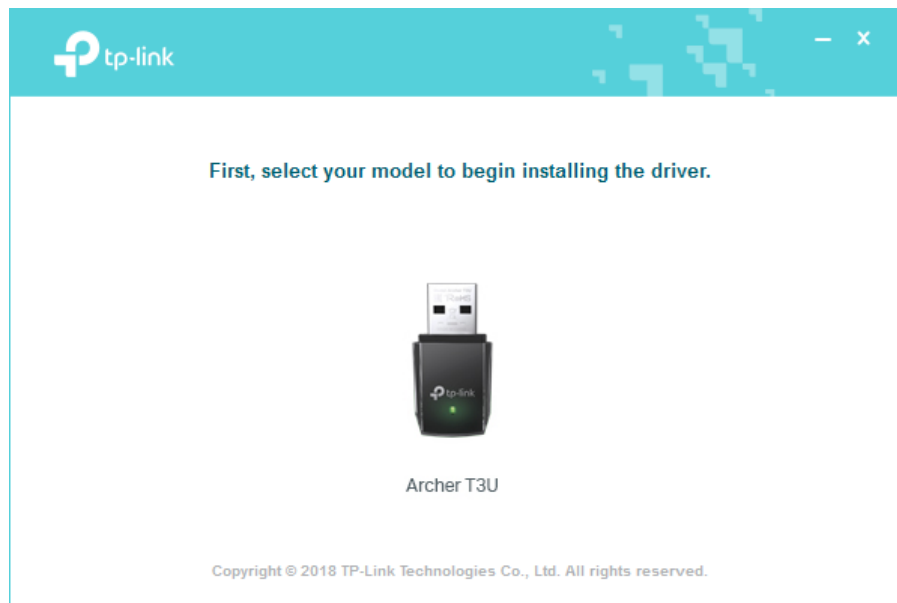 tp-link
First, select your model to begin installing the driver.
tp-link
Archer T3U
Copyright © 2018 TP-Link Technologies Co., Ltd. All rights reserved.